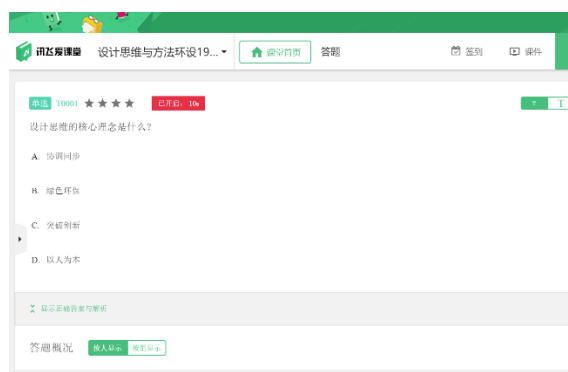 讯飞爱课堂 设计思维与方法环设19... 课堂首页 答题 签到 课件
单选 T0001 ★ ★ ★ ★ 已开启: 10s T T
设计思维的核心理念是什么?
A. 协调同步
B. 绿色环保
C. 突破创新
D. 以人为本
显示正确答案与解析
答题概况 按人显示 按组显示